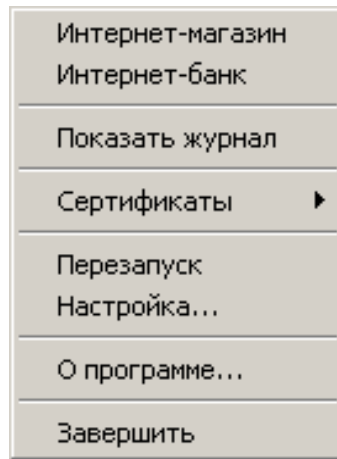 Интернет-магазин
Интернет-банк
Показать журнал
Сертификаты
Перезапуск
Настройка...
О программе...
Завершить